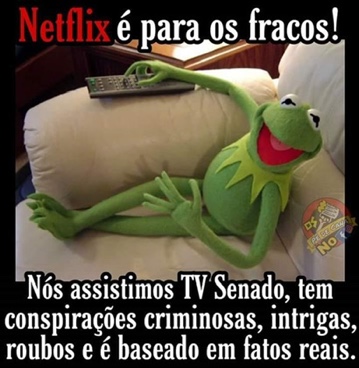 Netflix é para os fracos!
Nós assistimos TV Senado, tem
conspirações criminosas, intrigas,
roubos e é baseado em fatos reais.